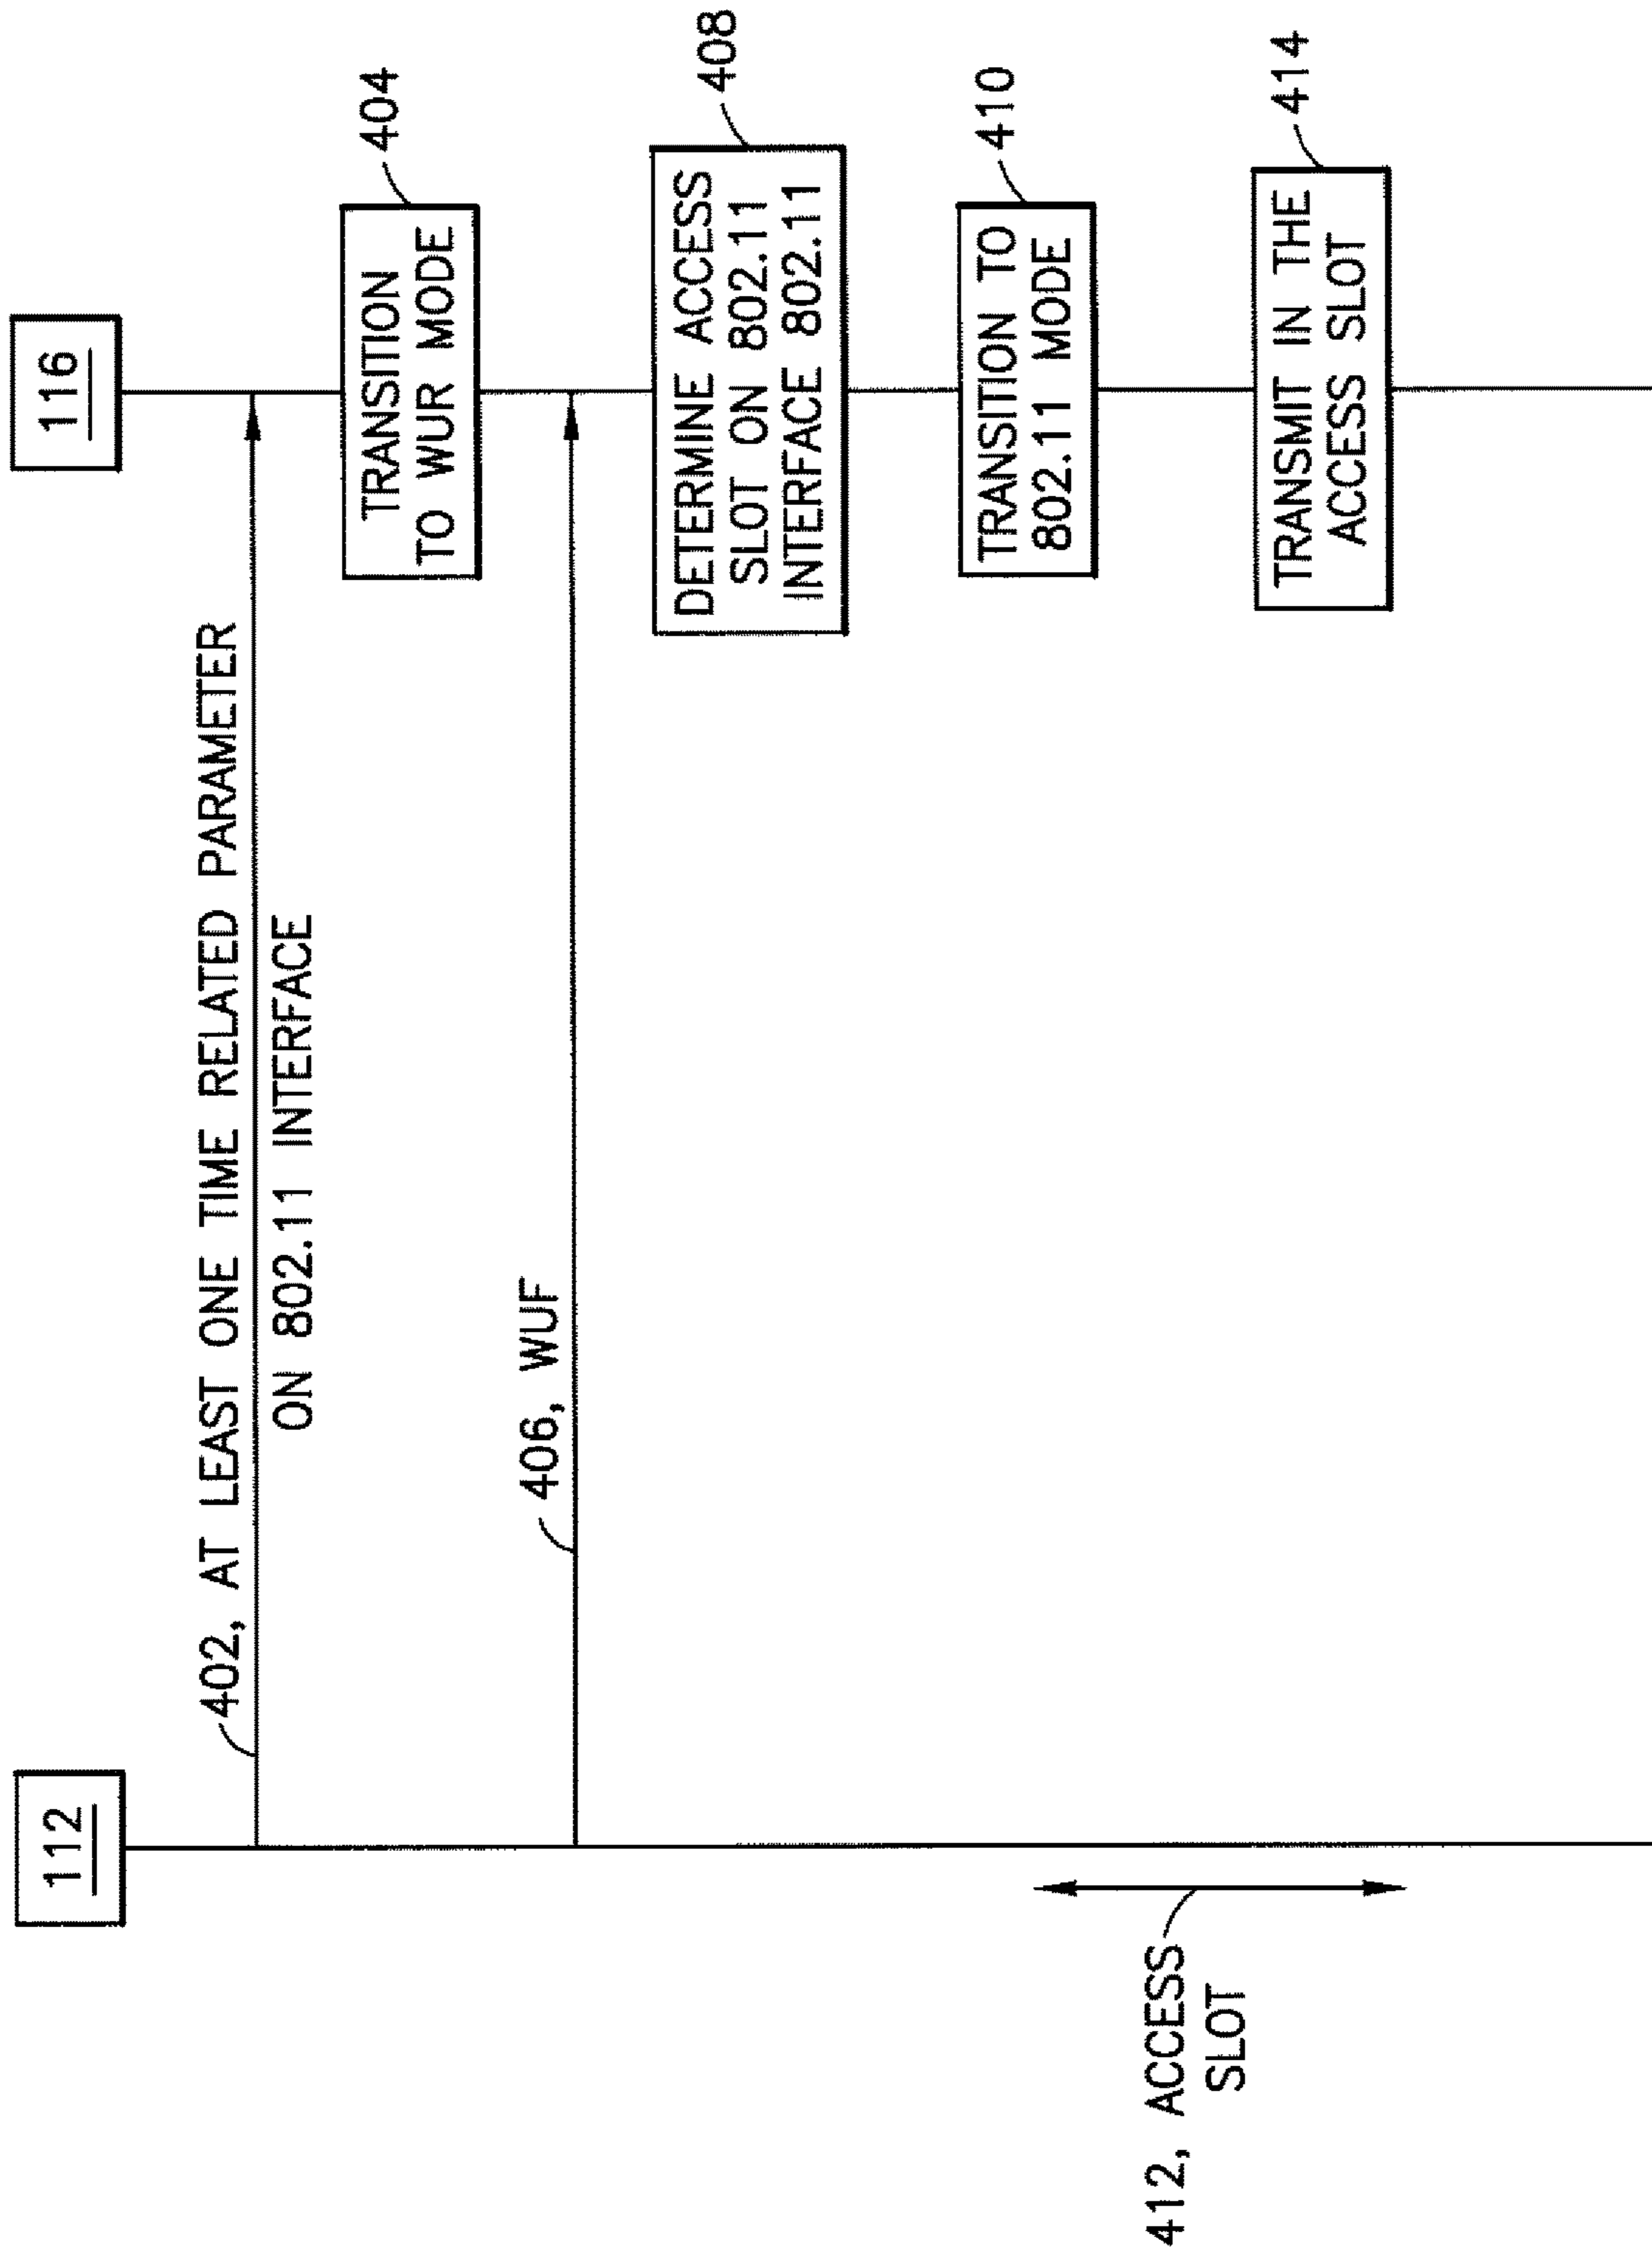 112
116
402, AT LEAST ONE TIME RELATED PARAMETER
ON 802.11 INTERFACE
TRANSITION
TO WUR MODE
404
406, WUF
DETERMINE ACCESS
SLOT ON 802.11
INTERFACE 802.11
408
TRANSITION TO
802.11 MODE
410
412, ACCESS
SLOT
TRANSMIT IN THE
ACCESS SLOT
414